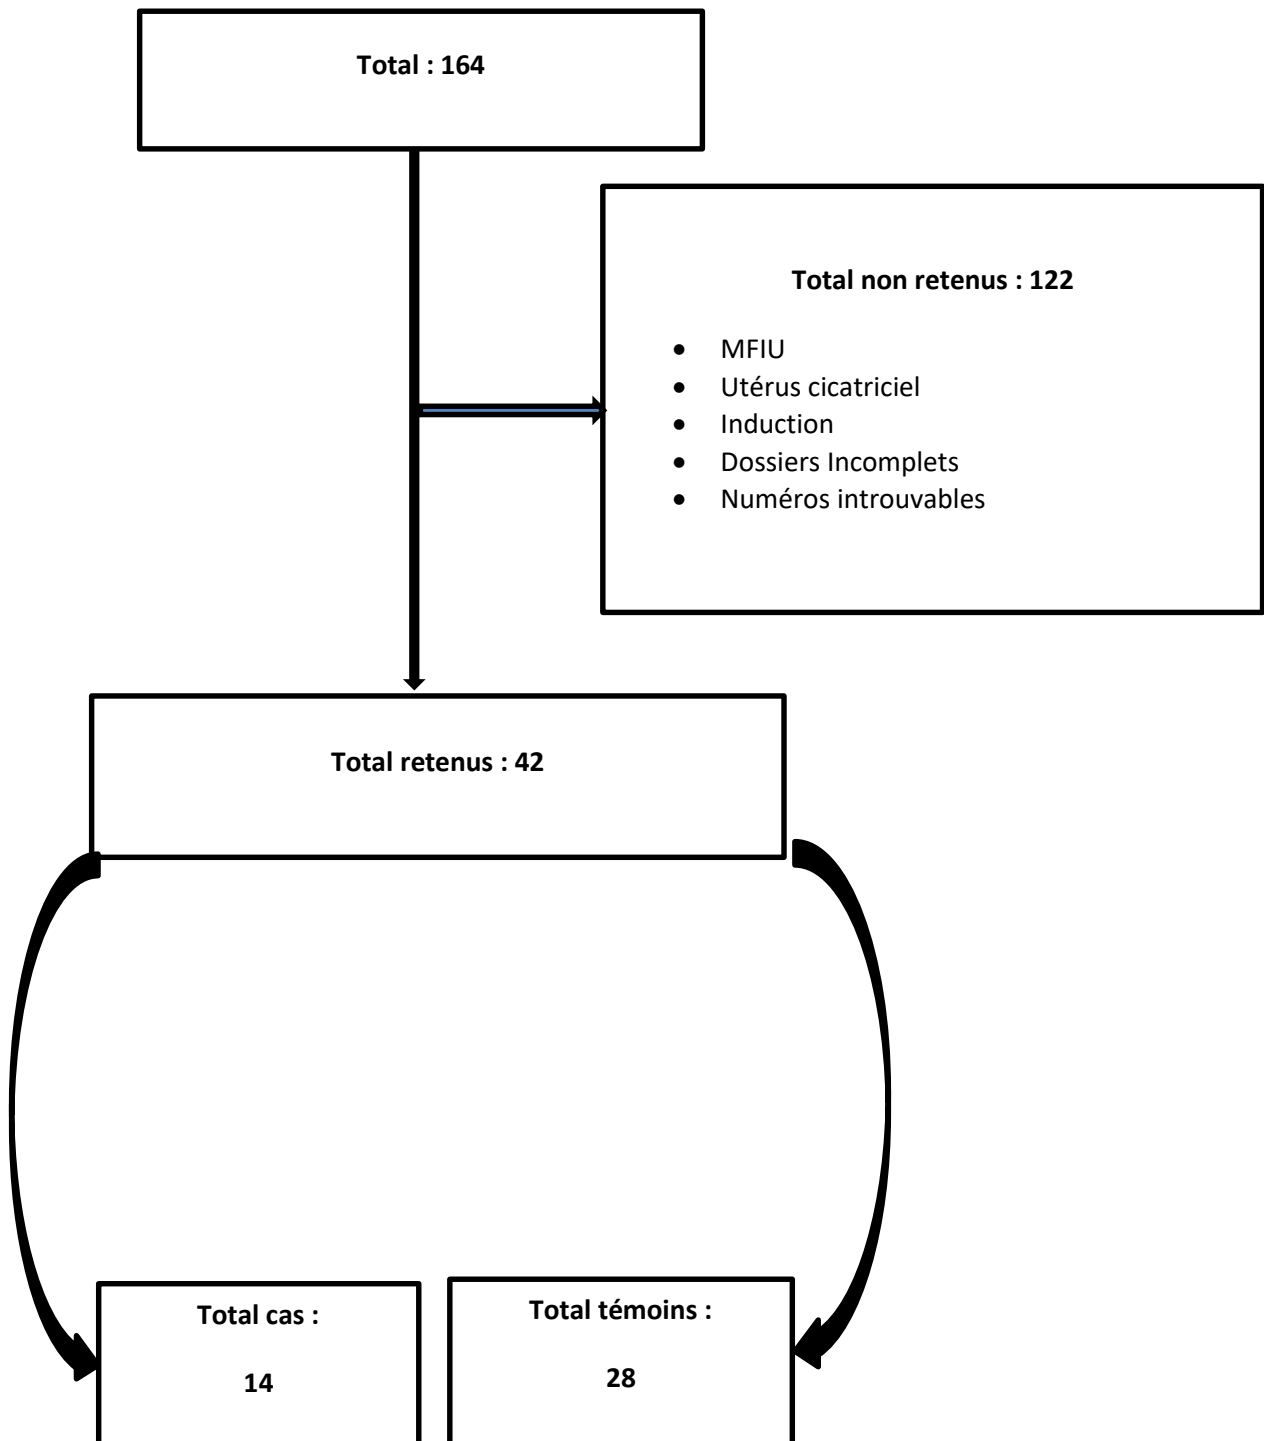 Total : 164
Total non retenus : 122
• MFIU
• Utérus cicatriciel
• Induction
• Dossiers Incomplets
• Numéros introuvables
Total retenus : 42
Total cas :
14
Total témoins :
28